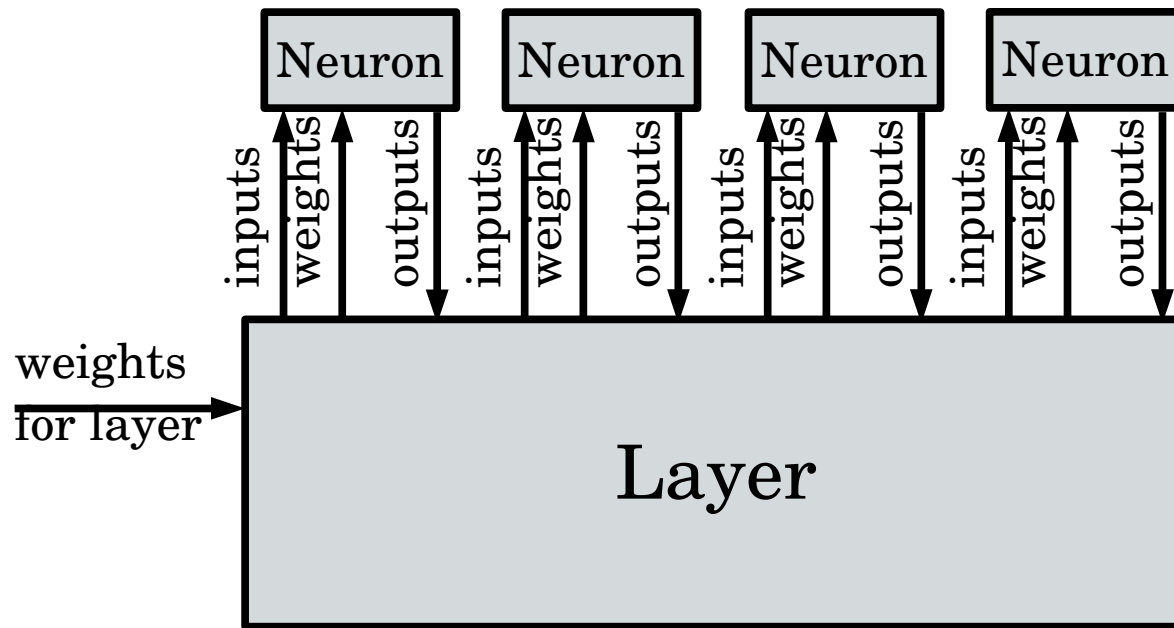 Neuron
Neuron
Neuron
Neuron
inputs
weights
outputs
inputs
weights
outputs
inputs
weights
outputs
inputs
weights
outputs
weights
for layer
Layer